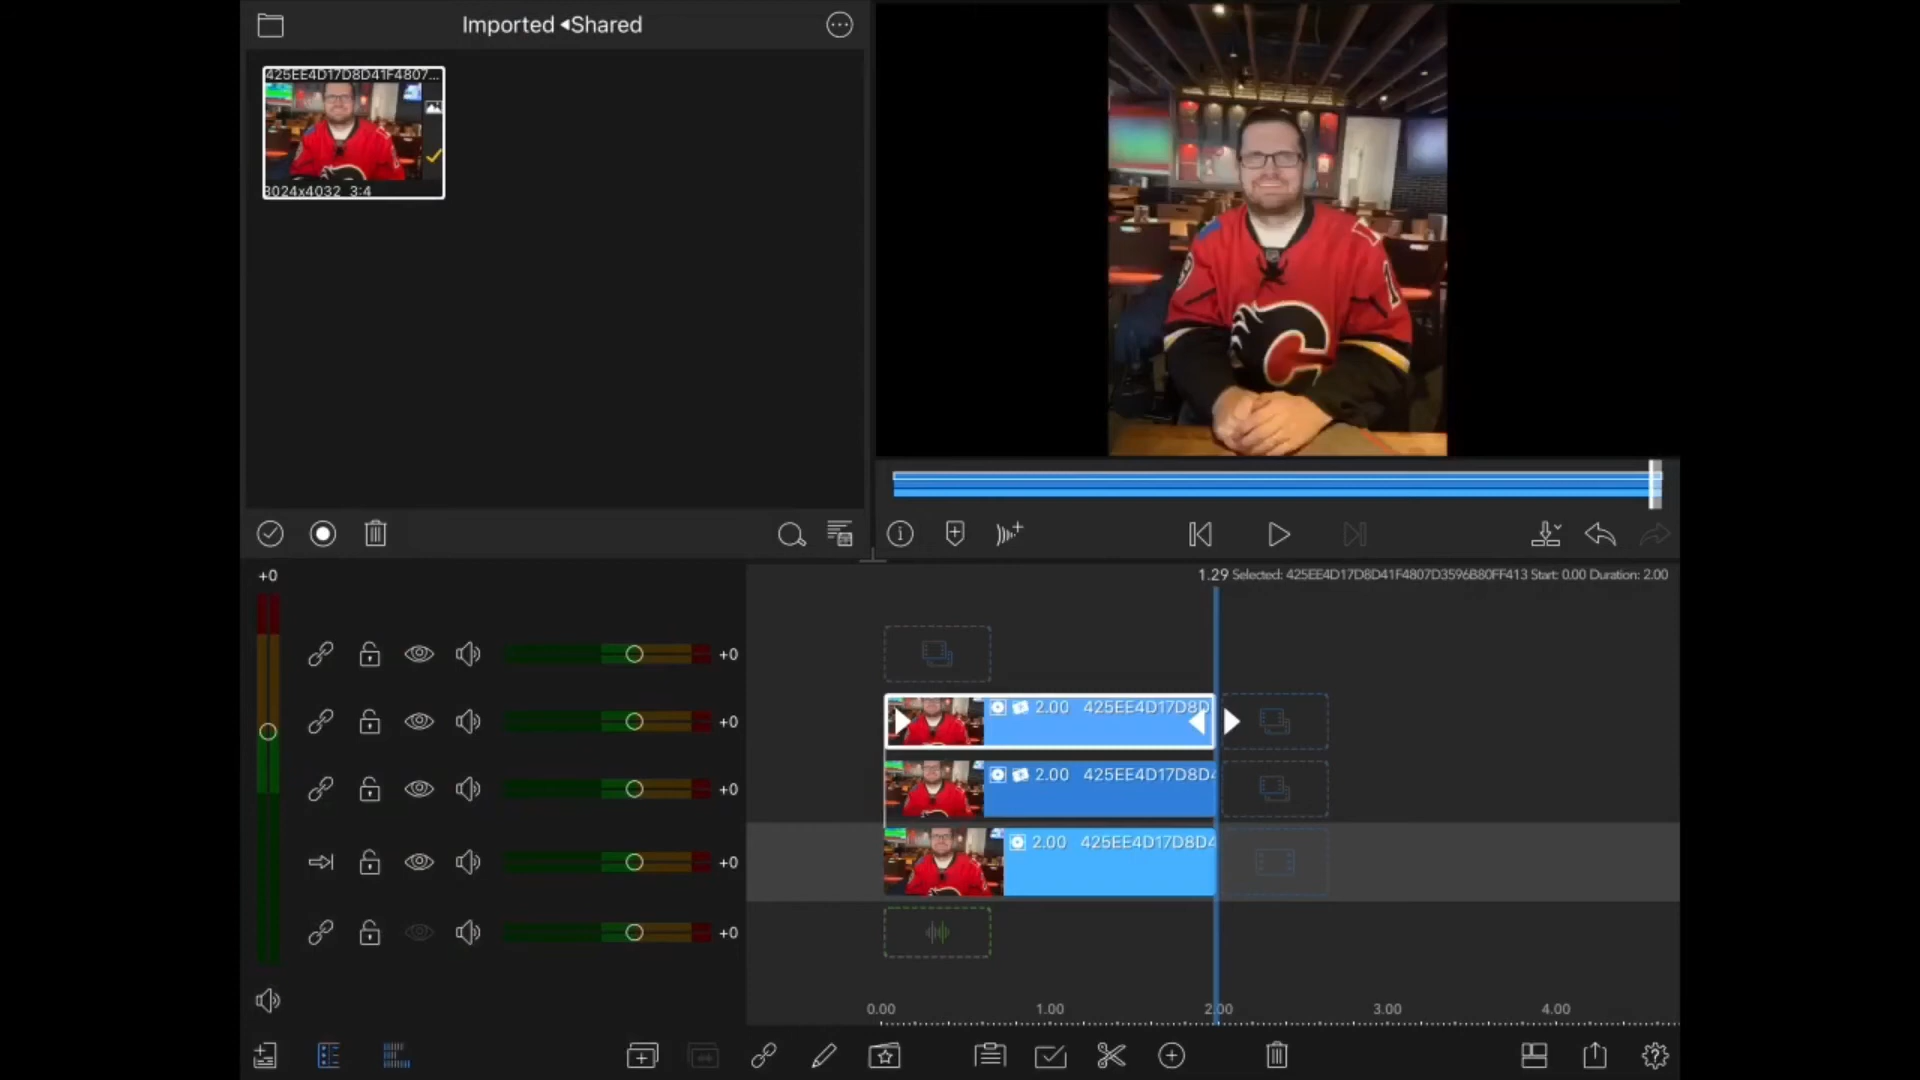 Imported ◂Shared
425EE4D17D8D41F4807...
3024x4032 3:4
+0
1.29 Selected: 425EE4D17D8D41F4807D3596B80FF413 Start: 0.00 Duration: 2.00
+0
2.00 425EE4D17D8D
+0
2.00 425EE4D17D8D4
+0
2.00 425EE4D17D8D4
+0
+0
0.00 1.00 2.00 3.00 4.00